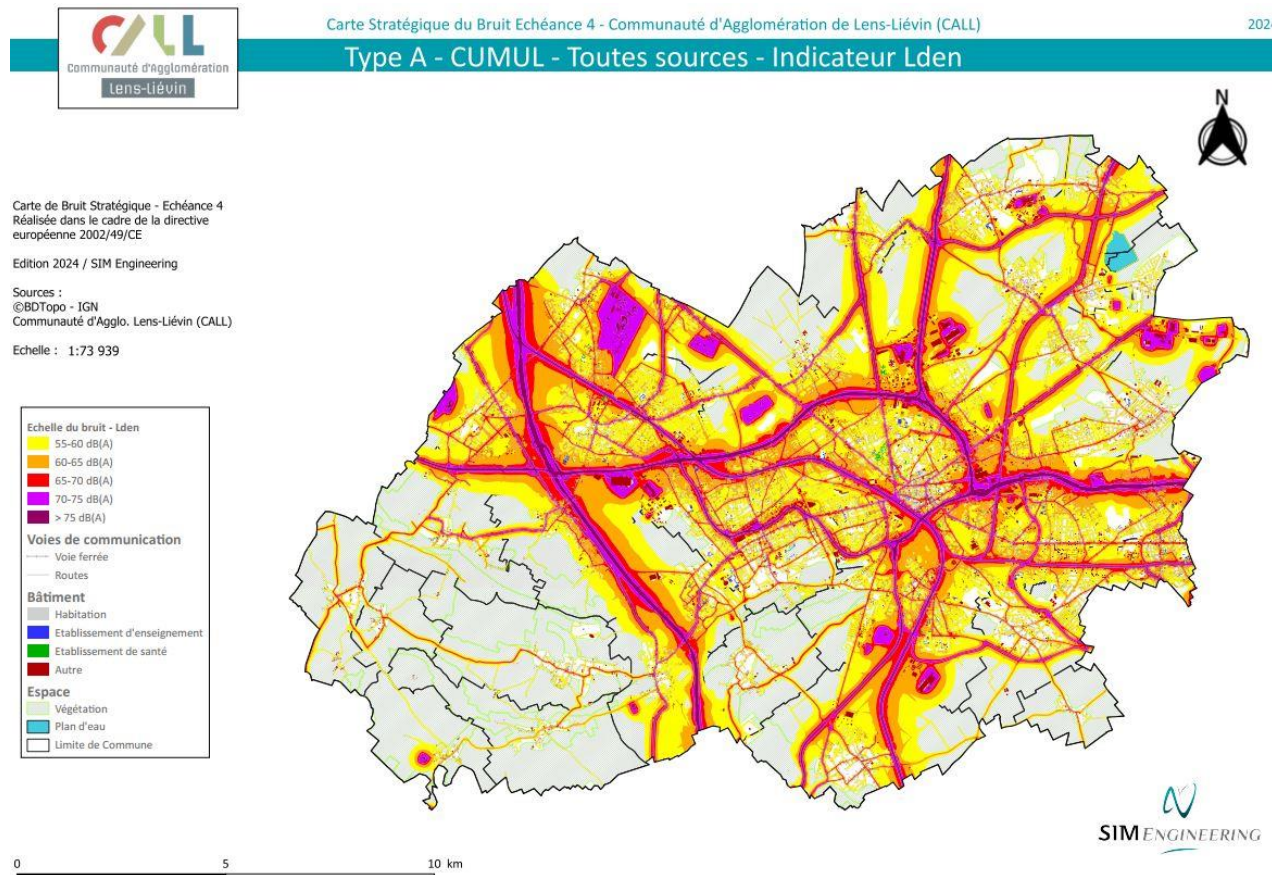 Carte Stratégique du Bruit Echéance 4 - Communauté d'Agglomération de Lens-Liévin (CALL)
Type A - CUMUL - Toutes sources - Indicateur Lden
CALL
Communauté d'Agglomération
Lens-Liévin
N
Carte de Bruit Stratégique - Echéance 4
Réalisée dans le cadre de la directive
européenne 2002/49/CE
Edition 2024 / SIM Engineering
Sources :
©BDTopo - IGN
Communauté d'Agglo. Lens-Liévin (CALL)
Echelle : 1:73 939
Echelle du bruit - Lden
55-60 dB(A)
60-65 dB(A)
65-70 dB(A)
70-75 dB(A)
> 75 dB(A)
Voies de communication
Voie ferrée
Routes
Bâtiment
Habitation
Etablissement d'enseignement
Etablissement de santé
Autre
Espace
Végétation
Plan d'eau
Limite de Commune
SIM ENGINEERING
0 5 10 km